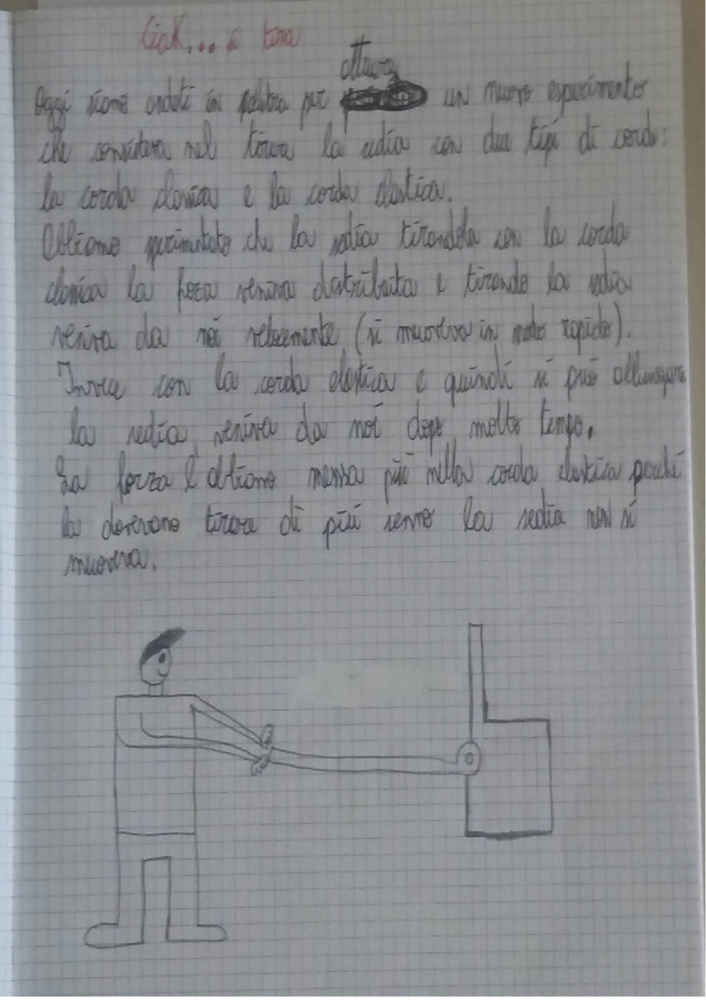 Ciak... si tira
Oggi siamo andati in palestra per attuare un nuovo esperimento
che consisteva nel tirare la sedia con due tipi di corde:
la corda classica e la corda elastica.
Abbiamo sperimentato che la sedia tirandola con la corda
classica la forza veniva distribuita e tirando la sedia
veniva da noi velocemente (si muoveva in modo rapido).
Invece con la corda elastica e quindi si può allungare
la sedia, veniva da noi dopo molto tempo.
La forza l'abbiamo messa più nella corda elastica perché
la dovevamo tirare di più senno la sedia non si
muoveva.